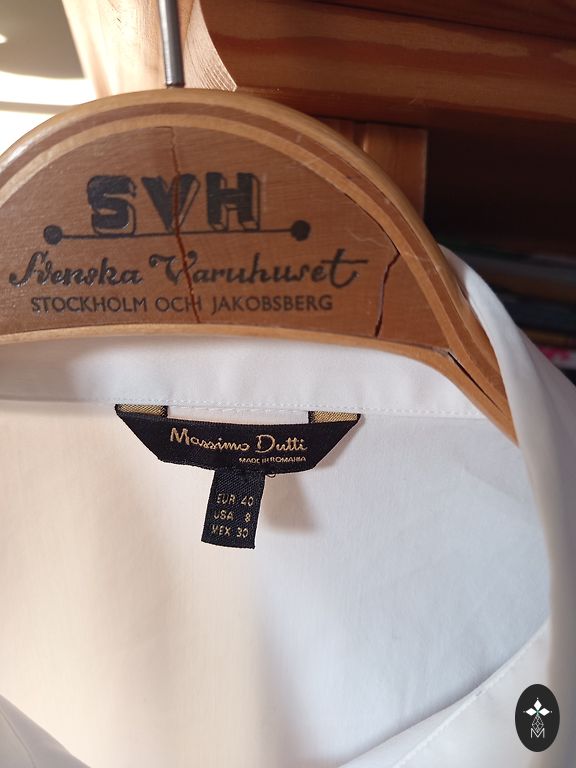 SVH
Svenska Varuhuset
STOCKHOLM OCH JAKOBSBERG
Massimo Dutti
MADE IN ROMANIA
EUR 40
USA 8
MEX 30
M